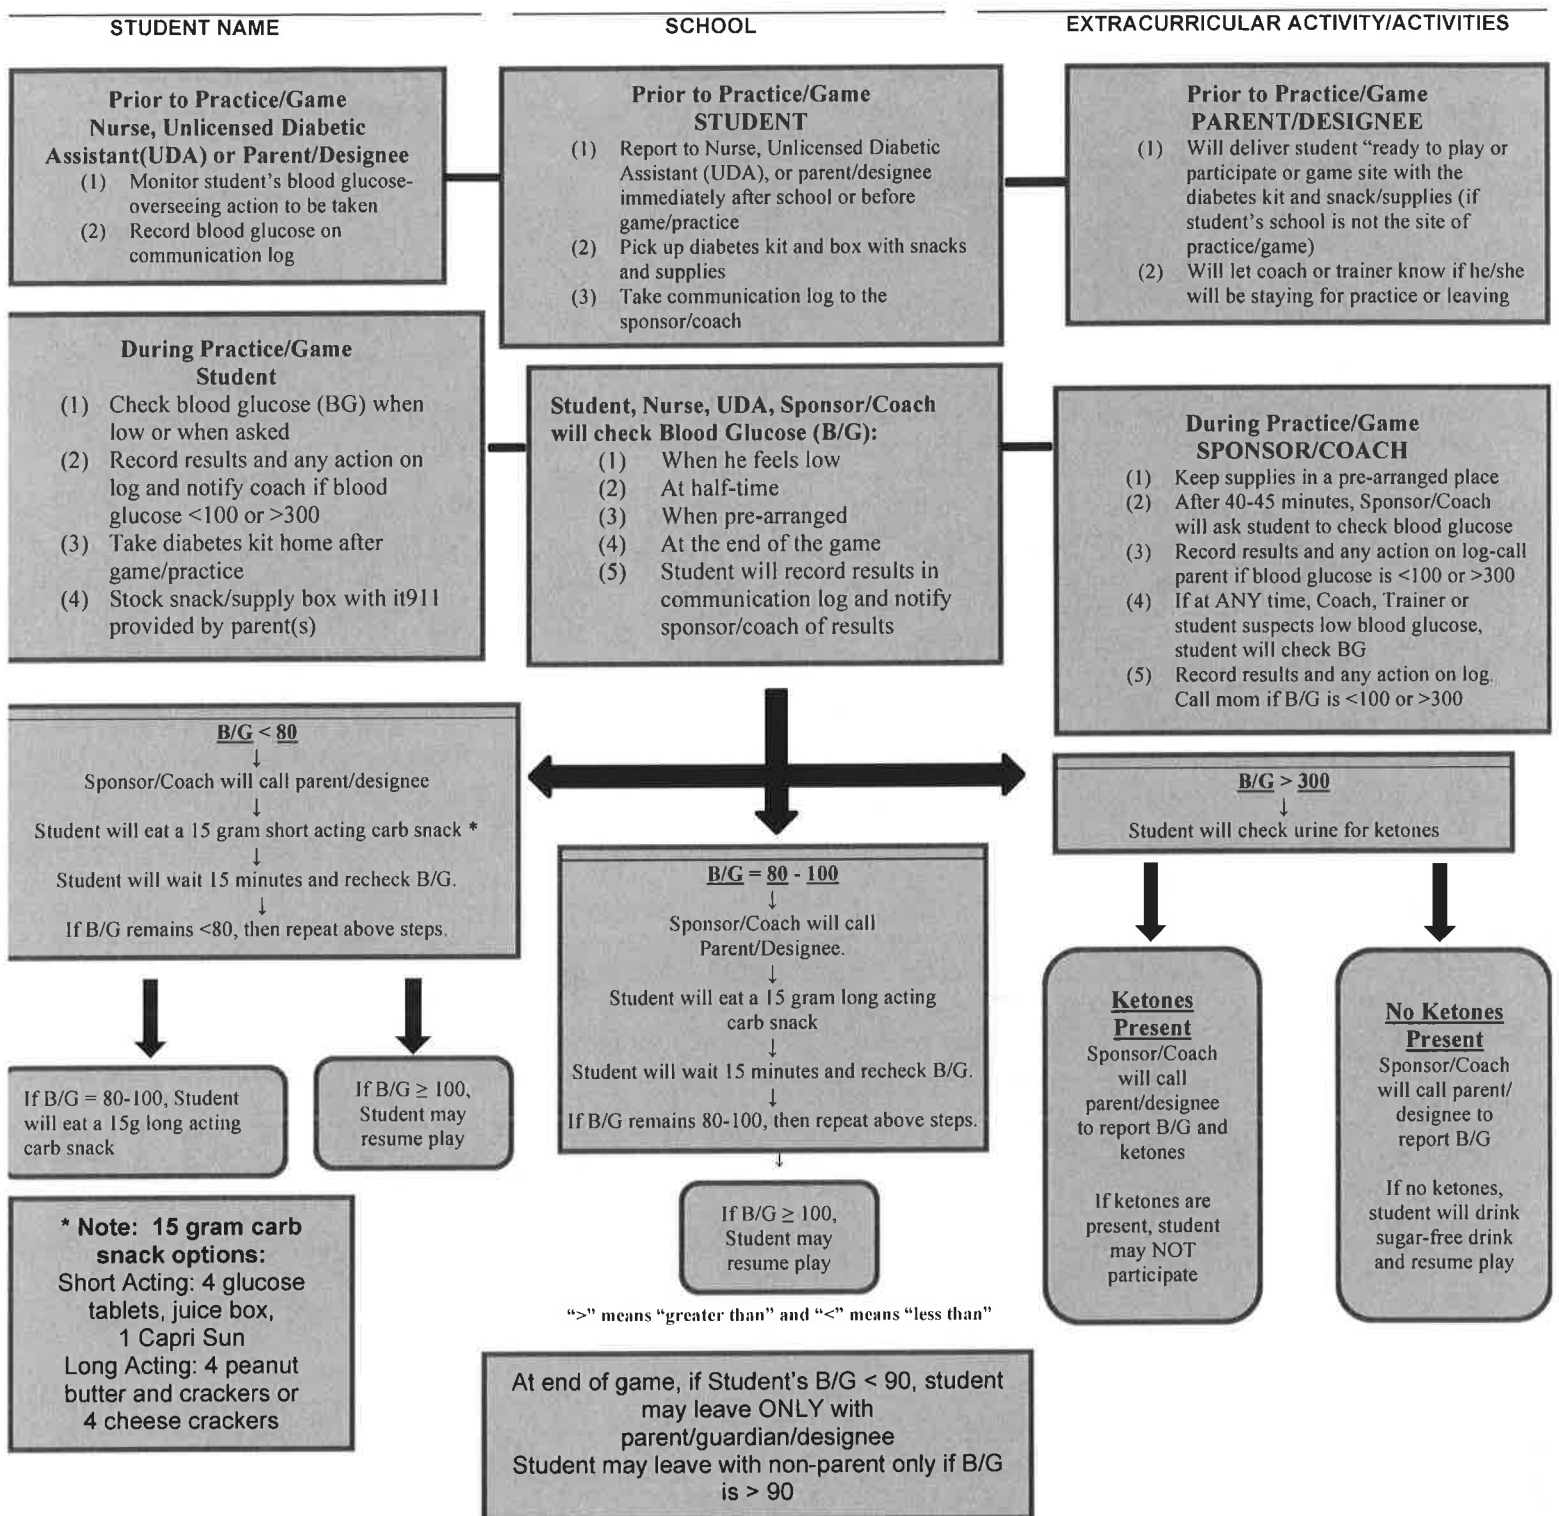 STUDENT NAME
SCHOOL
EXTRACURRICULAR ACTIVITY/ACTIVITIES
Prior to Practice/Game
Nurse, Unlicensed Diabetic
Assistant(UDA) or Parent/Designee
(1) Monitor student's blood glucose-
overseeing action to be taken
(2) Record blood glucose on
communication log
Prior to Practice/Game
STUDENT
(1) Report to Nurse, Unlicensed Diabetic
Assistant (UDA), or parent/designee
immediately after school or before
game/practice
(2) Pick up diabetes kit and box with snacks
and supplies
(3) Take communication log to the
sponsor/coach
Prior to Practice/Game
PARENT/DESIGNEE
(1) Will deliver student “ready to play or
participate or game site with the
diabetes kit and snack/supplies (if
student's school is not the site of
practice/game)
(2) Will let coach or trainer know if he/she
will be staying for practice or leaving
During Practice/Game
Student
(1) Check blood glucose (BG) when
low or when asked
(2) Record results and any action on
log and notify coach if blood
glucose <100 or >300
(3) Take diabetes kit home after
game/practice
(4) Stock snack/supply box with it911
provided by parent(s)
Student, Nurse, UDA, Sponsor/Coach
will check Blood Glucose (B/G):
(1) When he feels low
(2) At half-time
(3) When pre-arranged
(4) At the end of the game
(5) Student will record results in
communication log and notify
sponsor/coach of results
During Practice/Game
SPONSOR/COACH
(1) Keep supplies in a pre-arranged place
(2) After 40-45 minutes, Sponsor/Coach
will ask student to check blood glucose
(3) Record results and any action on log-call
parent if blood glucose is <100 or >300
(4) If at ANY time, Coach, Trainer or
student suspects low blood glucose,
student will check BG
(5) Record results and any action on log.
Call mom if B/G is <100 or >300
B/G < 80
↓
Sponsor/Coach will call parent/designee
↓
Student will eat a 15 gram short acting carb snack *
↓
Student will wait 15 minutes and recheck B/G.
↓
If B/G remains <80, then repeat above steps.
If B/G = 80-100, Student
will eat a 15g long acting
carb snack
If B/G ≥ 100,
Student may
resume play
B/G = 80 - 100
↓
Sponsor/Coach will call
Parent/Designee.
↓
Student will eat a 15 gram long acting
carb snack
↓
Student will wait 15 minutes and recheck B/G.
↓
If B/G remains 80-100, then repeat above steps.
↓
If B/G ≥ 100,
Student may
resume play
B/G > 300
↓
Student will check urine for ketones
Ketones
Present
Sponsor/Coach
will call
parent/designee
to report B/G and
ketones
If ketones are
present, student
may NOT
participate
No Ketones
Present
Sponsor/Coach
will call parent/
designee to
report B/G
If no ketones,
student will drink
sugar-free drink
and resume play
* Note: 15 gram carb
snack options:
Short Acting: 4 glucose
tablets, juice box,
1 Capri Sun
Long Acting: 4 peanut
butter and crackers or
4 cheese crackers
“>” means “greater than” and “<” means “less than”
At end of game, if Student's B/G < 90, student
may leave ONLY with
parent/guardian/designee
Student may leave with non-parent only if B/G
is > 90